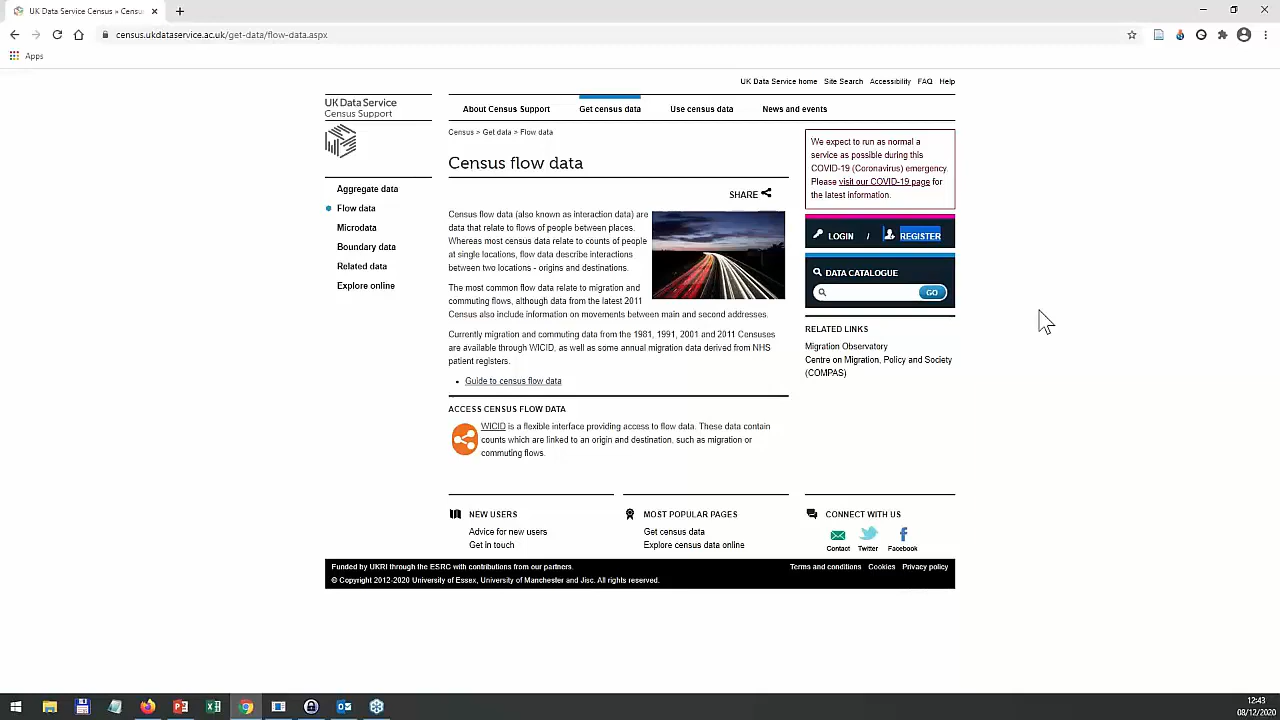 UK Data Service Census » Census
census.ukdataservice.ac.uk/get-data/flow-data.aspx
Apps
UK Data Service home Site Search Accessibility FAQ Help
UK Data Service
Census Support
About Census Support Get census data Use census data News and events
Census > Get data > Flow data
Census flow data
SHARE
Aggregate data
Flow data
Microdata
Boundary data
Related data
Explore online
Census flow data (also known as interaction data) are
data that relate to flows of people between places.
Whereas most census data relate to counts of people
at single locations, flow data describe interactions
between two locations - origins and destinations.
The most common flow data relate to migration and
commuting flows, although data from the latest 2011
Census also include information on movements between main and second addresses.
Currently migration and commuting data from the 1981, 1991, 2001 and 2011 Censuses
are available through WICID, as well as some annual migration data derived from NHS
patient registers.
• Guide to census flow data
ACCESS CENSUS FLOW DATA
WICID is a flexible interface providing access to flow data. These data contain
counts which are linked to an origin and destination, such as migration or
commuting flows.
We expect to run as normal a
service as possible during this
COVID-19 (Coronavirus) emergency.
Please visit our COVID-19 page for
the latest information.
LOGIN / REGISTER
DATA CATALOGUE
GO
RELATED LINKS
Migration Observatory
Centre on Migration, Policy and Society
(COMPAS)
NEW USERS
Advice for new users
Get in touch
MOST POPULAR PAGES
Get census data
Explore census data online
CONNECT WITH US
Contact Twitter Facebook
Funded by UKRI through the ESRC with contributions from our partners.
© Copyright 2012-2020 University of Essex, University of Manchester and Jisc. All rights reserved.
Terms and conditions Cookies Privacy policy
12:43
08/12/2020